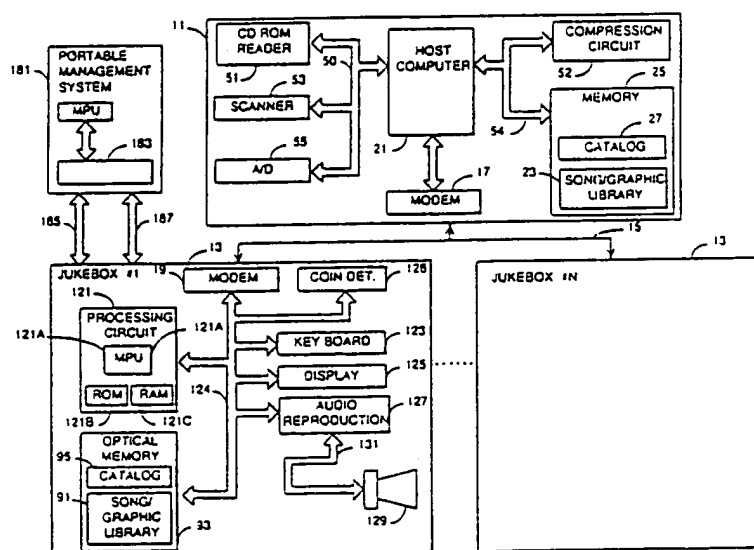 11
CD ROM
READER
51
50
HOST
COMPUTER
21
COMPRESSION
CIRCUIT
52
25
PORTABLE
MANAGEMENT
SYSTEM
181
MPU
183
53
SCANNER
55
A/D
MEMORY
54
27
CATALOG
23
SONG/GRAPHIC
LIBRARY
17
MODEM
185
187
15
13
13
JUKEBOX #1
19
MODEM
COIN DET.
126
JUKEBOX #N
121
PROCESSING
CIRCUIT
121A
121A
MPU
ROM
RAM
121B
121C
124
KEY BOARD
123
DISPLAY
125
AUDIO
REPRODUCTION
127
131
129
OPTICAL
MEMORY
95
CATALOG
91
SONG/
GRAPHIC
LIBRARY
93